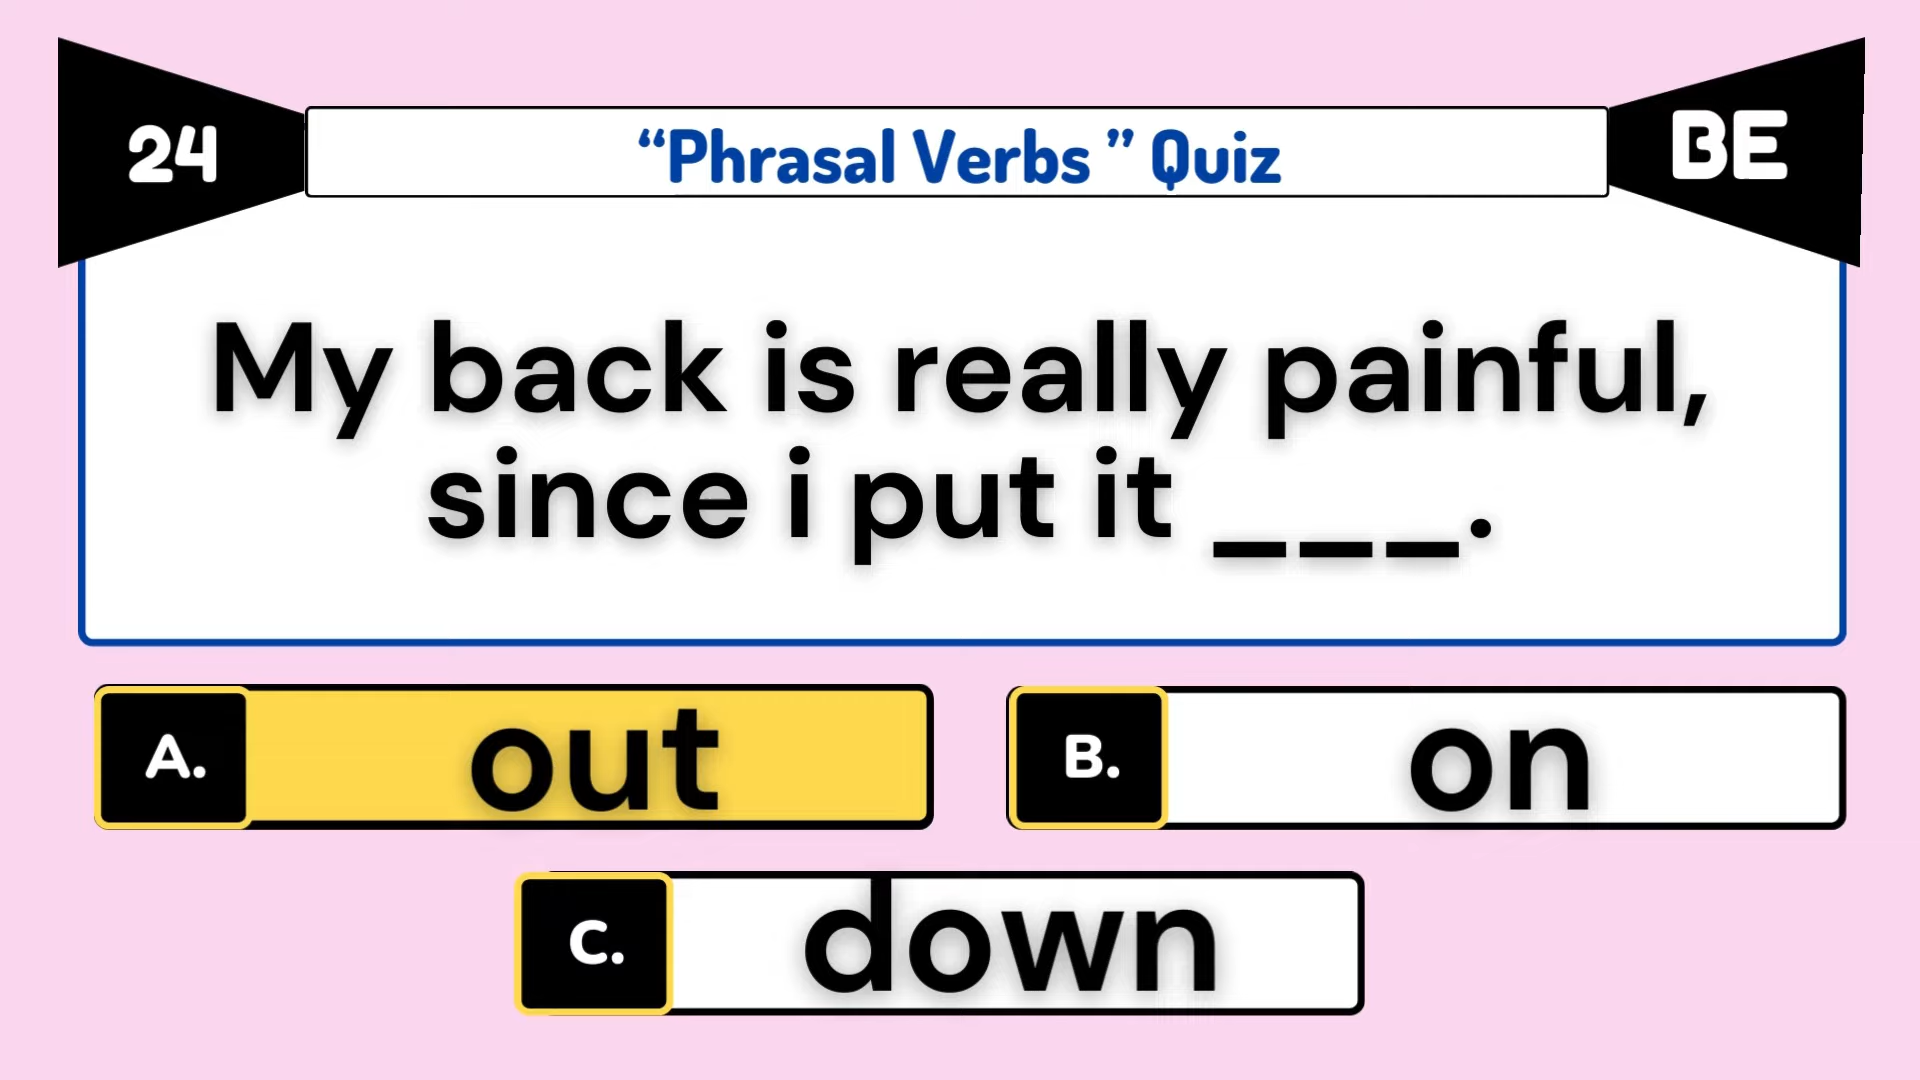 24
“Phrasal Verbs ” Quiz
BE
My back is really painful,
since i put it ___.
A.
out
B.
on
C.
down